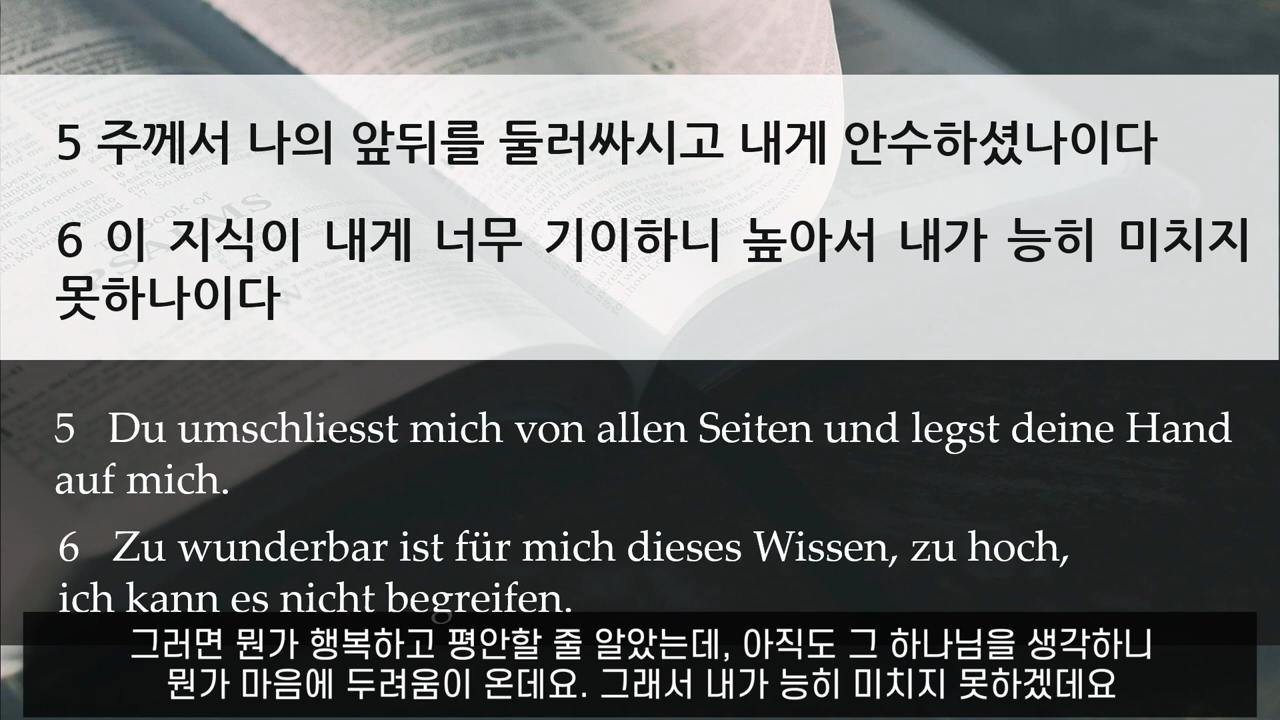 5 주께서 나의 앞뒤를 둘러싸시고 내게 안수하셨나이다
6 이 지식이 내게 너무 기이하니 높아서 내가 능히 미치지
못하나이다
5 Du umschliesst mich von allen Seiten und legst deine Hand
auf mich.
6 Zu wunderbar ist für mich dieses Wissen, zu hoch,
ich kann es nicht begreifen.
그러면 뭔가 행복하고 평안할 줄 알았는데, 아직도 그 하나님을 생각하니
뭔가 마음에 두려움이 온데요. 그래서 내가 능히 미치지 못하겠데요